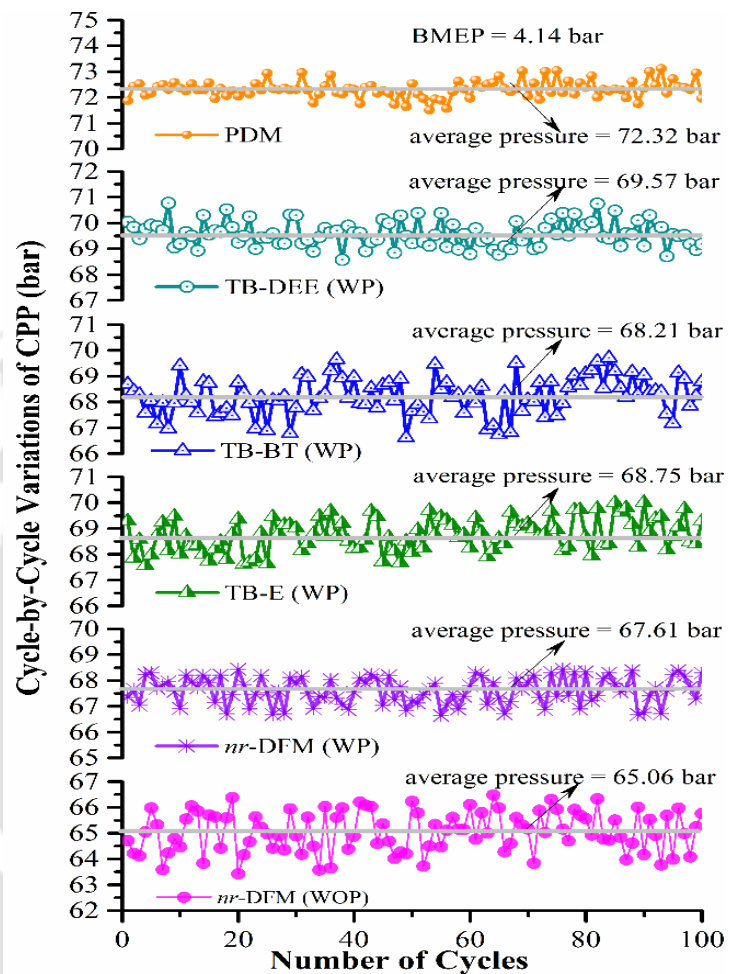 Cycle-by-Cycle Variations of CPP (bar)
75
74
73
72
71
70
BMEP = 4.14 bar
PDM
average pressure = 72.32 bar
72
71
70
69
68
67
average pressure = 69.57 bar
TB-DEE (WP)
71
70
69
68
67
66
average pressure = 68.21 bar
TB-BT (WP)
71
70
69
68
67
66
average pressure = 68.75 bar
TB-E (WP)
70
69
68
67
66
65
average pressure = 67.61 bar
nr-DFM (WP)
67
66
65
64
63
62
average pressure = 65.06 bar
nr-DFM (WOP)
0 20 40 60 80 100
Number of Cycles